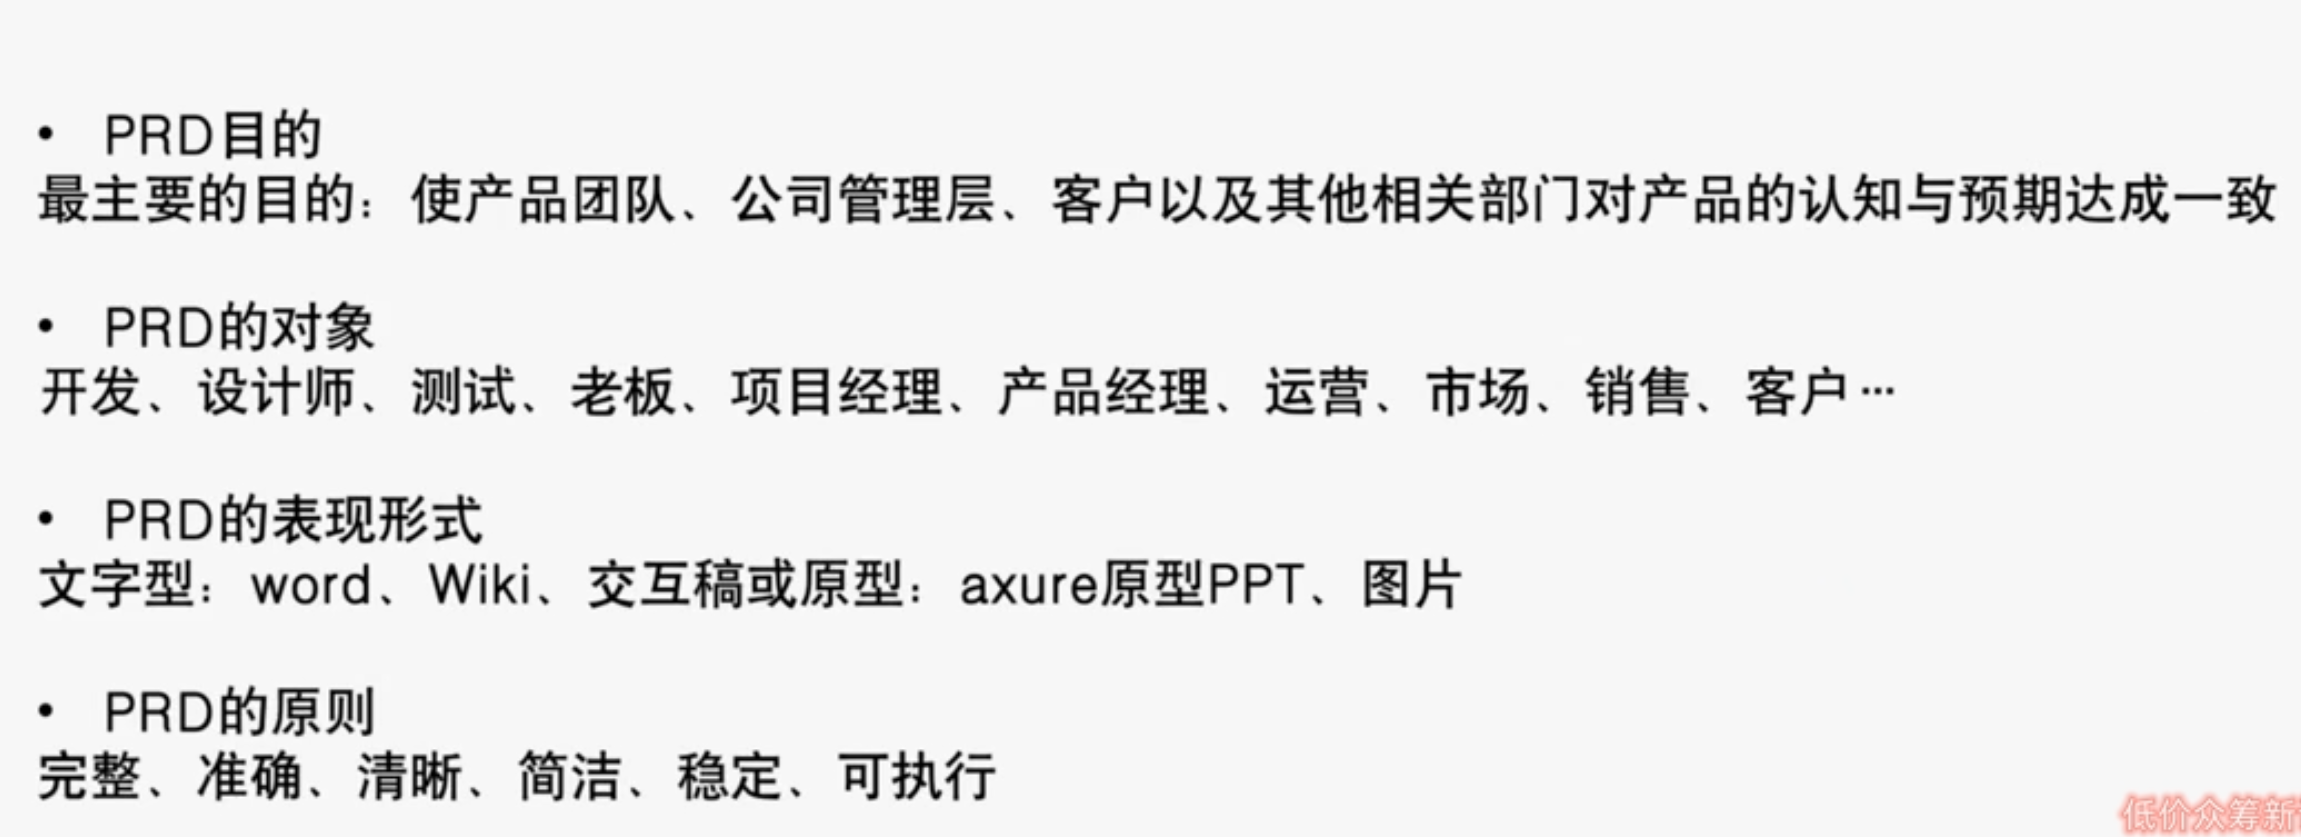 • PRD目的
最主要的目的：使产品团队、公司管理层、客户以及其他相关部门对产品的认知与预期达成一致
• PRD的对象
开发、设计师、测试、老板、项目经理、产品经理、运营、市场、销售、客户…
• PRD的表现形式
文字型：word、Wiki、交互稿或原型：axure原型PPT、图片
• PRD的原则
完整、准确、清晰、简洁、稳定、可执行
低价众筹新